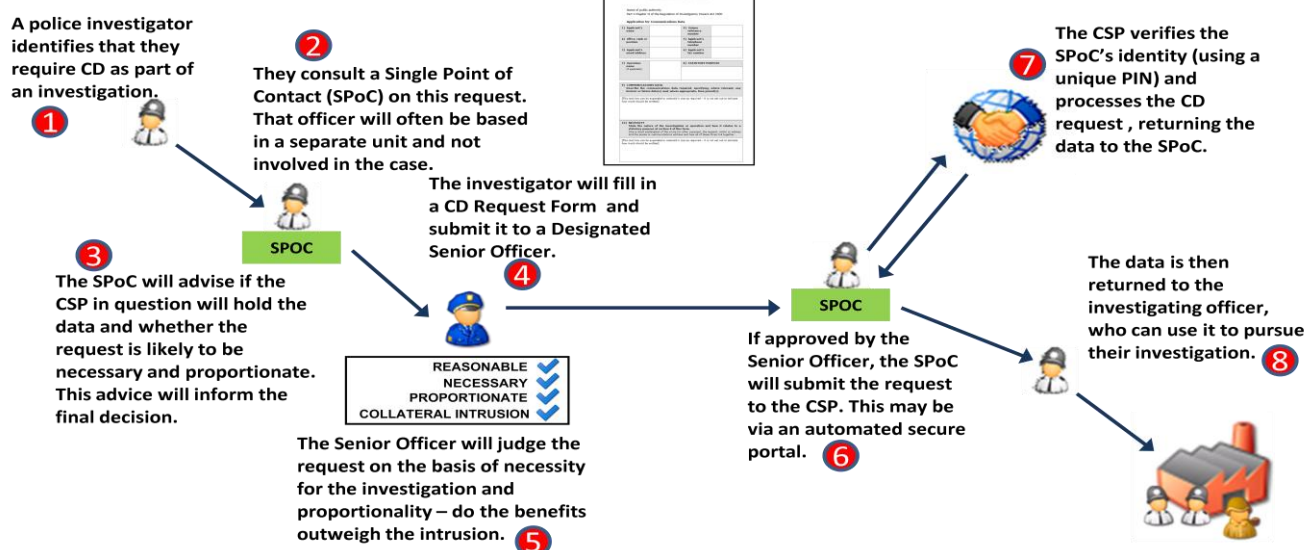 A police investigator
identifies that they
require CD as part of
an investigation.
1
2
They consult a Single Point of
Contact (SPoC) on this request.
That officer will often be based
in a separate unit and not
involved in the case.
SPOC
3
The SPoC will advise if the
CSP in question will hold the
data and whether the
request is likely to be
necessary and proportionate.
This advice will inform the
final decision.
The investigator will fill in
a CD Request Form and
submit it to a Designated
Senior Officer.
4
Application for Communications Data
REASONABLE
NECESSARY
PROPORTIONATE
COLLATERAL INTRUSION
The Senior Officer will judge the
request on the basis of necessity
for the investigation and
proportionality – do the benefits
outweigh the intrusion.
5
SPOC
If approved by the
Senior Officer, the SPoC
will submit the request
to the CSP. This may be
via an automated secure
portal.
6
7
The CSP verifies the
SPoC’s identity (using a
unique PIN) and
processes the CD
request , returning the
data to the SPoC.
The data is then
returned to the
investigating officer,
who can use it to pursue
their investigation.
8